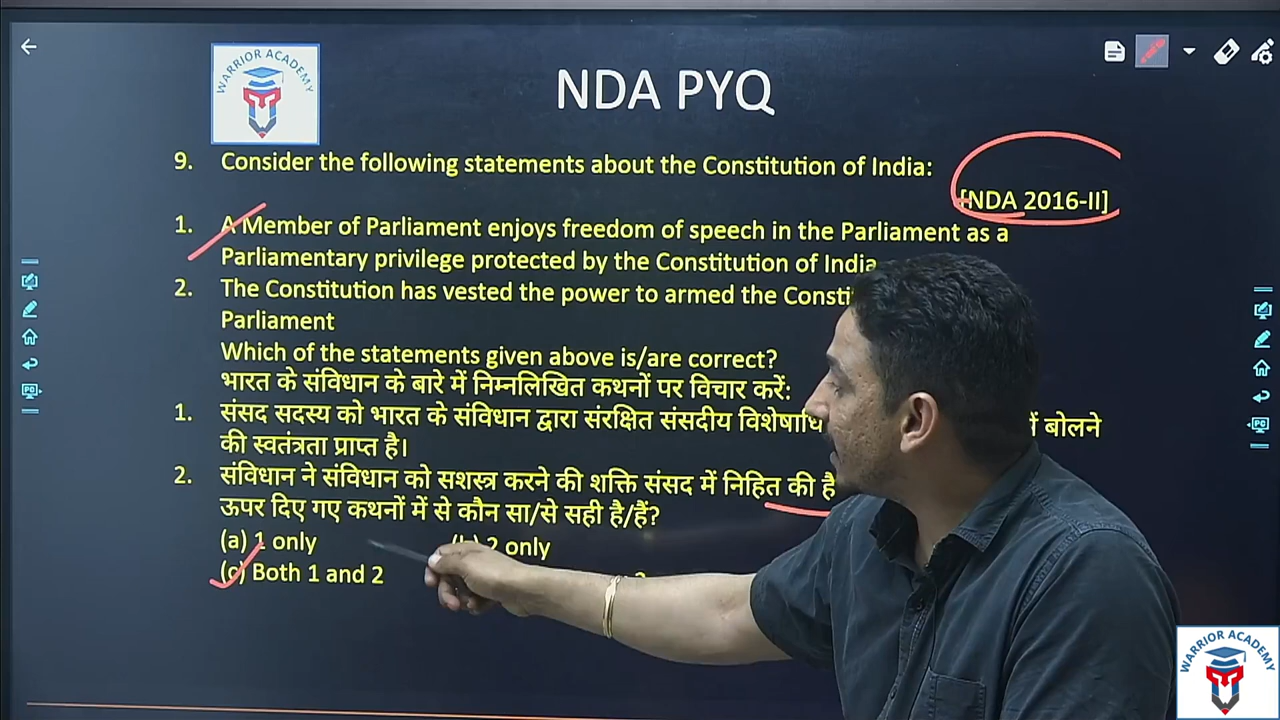 WARRIOR ACADEMY
NDA PYQ
9. Consider the following statements about the Constitution of India:
[NDA 2016-II]
1. A Member of Parliament enjoys freedom of speech in the Parliament as a
Parliamentary privilege protected by the Constitution of India
2. The Constitution has vested the power to armed the
Parliament
Which of the statements given above is/are correct?
भारत के संविधान के बारे में निम्नलिखित कथनों पर विचार करें:
1. संसद सदस्य को भारत के संविधान द्वारा संरक्षित संसदीय बोलने
की स्वतंत्रता प्राप्त है।
2. संविधान ने संविधान को सशस्त्र करने की शक्ति संसद में निहित की है
ऊपर दिए गए कथनों में से कौन सा/से सही है/हैं?
(a) 1 only 2 only
(c) Both 1 and 2
WARRIOR ACADEMY